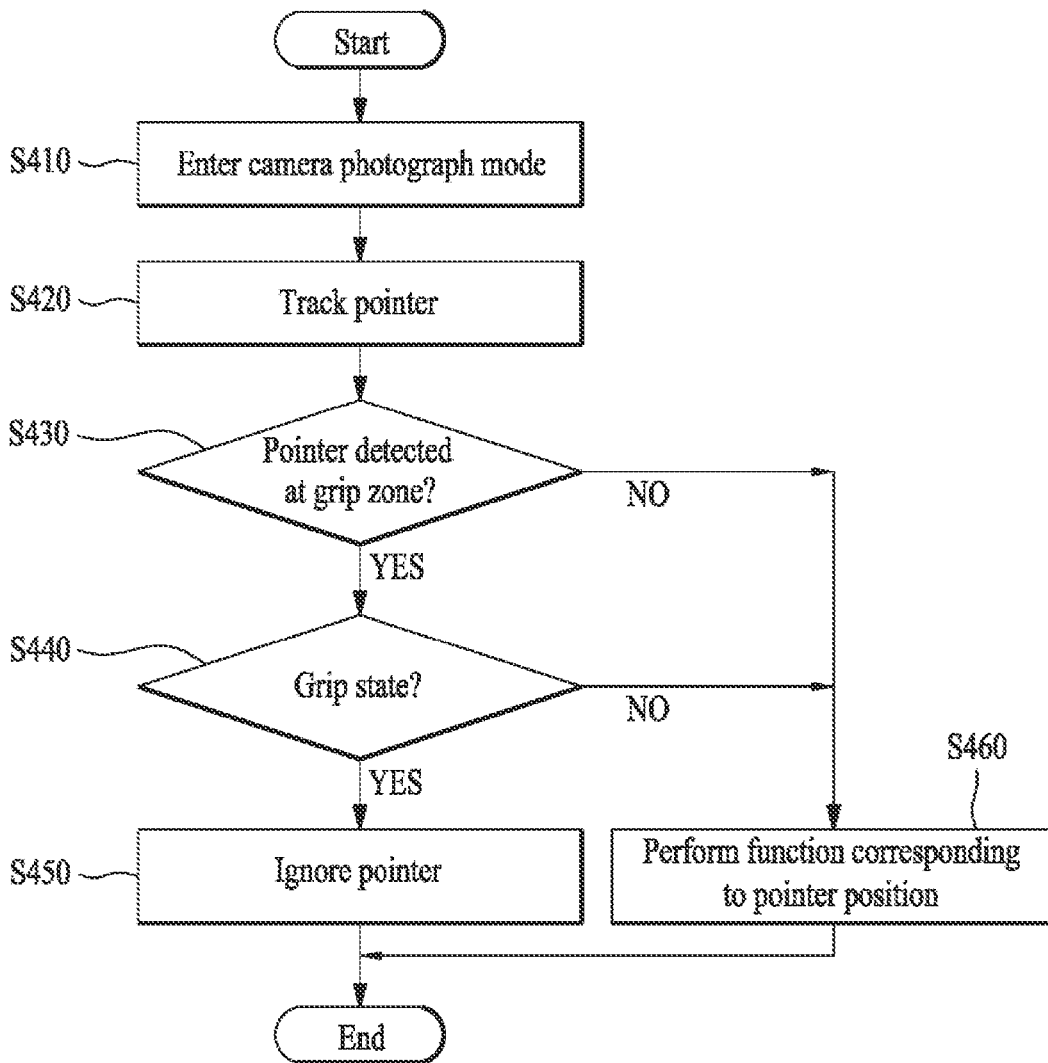 Start
S410
Enter camera photograph mode
S420
Track pointer
S430
Pointer detected
at grip zone?
NO
YES
S440
Grip state?
NO
YES
S460
S450
Ignore pointer
Perform function corresponding
to pointer position
End